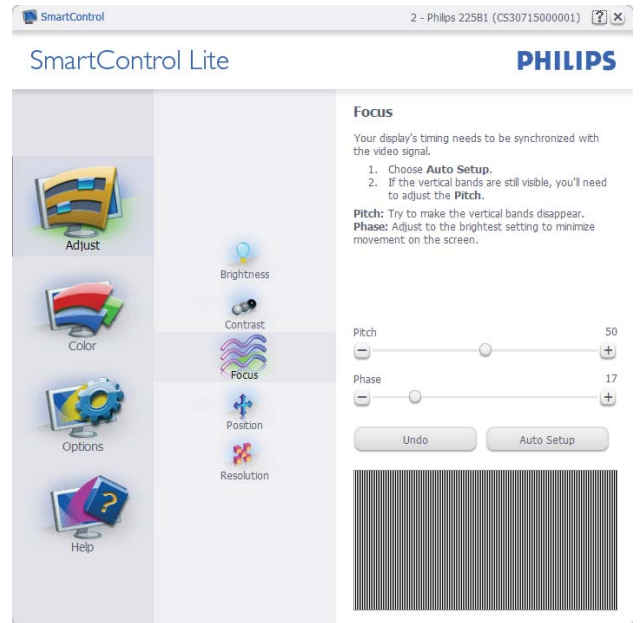 SmartControl
2 - Philips 225B1 (CS30715000001)
?
SmartControl Lite
PHILIPS
Adjust
Color
Options
?
Help
Brightness
Contrast
Focus
Position
Resolution
Focus
Your display's timing needs to be synchronized with
the video signal.
1. Choose Auto Setup.
2. If the vertical bands are still visible, you'll need
to adjust the Pitch.
Pitch: Try to make the vertical bands disappear.
Phase: Adjust to the brightest setting to minimize
movement on the screen.
Pitch 50
Phase 17
Undo
Auto Setup